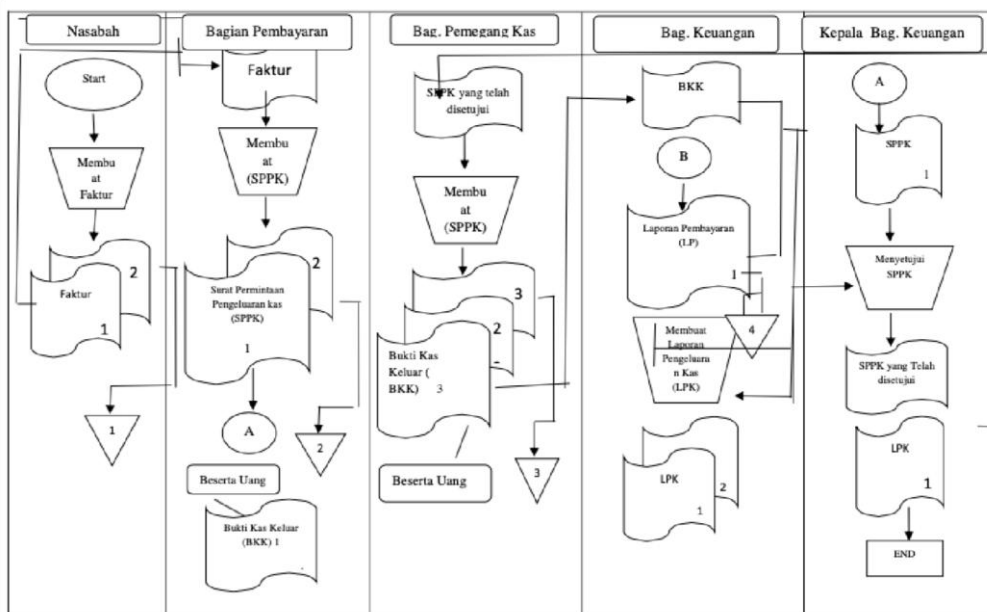 Nasabah
Start
Membu
at
Faktur
2
Faktur
1
1
Bagian Pembayaran
Faktur
Membu
at
(SPPK)
2
Surat Permintaan
Pengeluaran kas
(SPPK)
1
A
2
Beserta Uang
Bukti Kas Keluar
(BKK) 1
Bag. Pemegang Kas
SPPK yang telah
disetujui
Membu
at
(SPPK)
3
2
Bukti Kas
Keluar (
BKK) 3
3
Beserta Uang
Bag. Keuangan
BKK
B
Laporan Pembayaran
(LP)
1
4
Membuat
Laporan
Pengeluara
n Kas
(LPK)
2
LPK
1
Kepala Bag. Keuangan
A
SPPK
1
Menyetujui
SPPK
SPPK yang Telah
disetujui
LPK
1
END